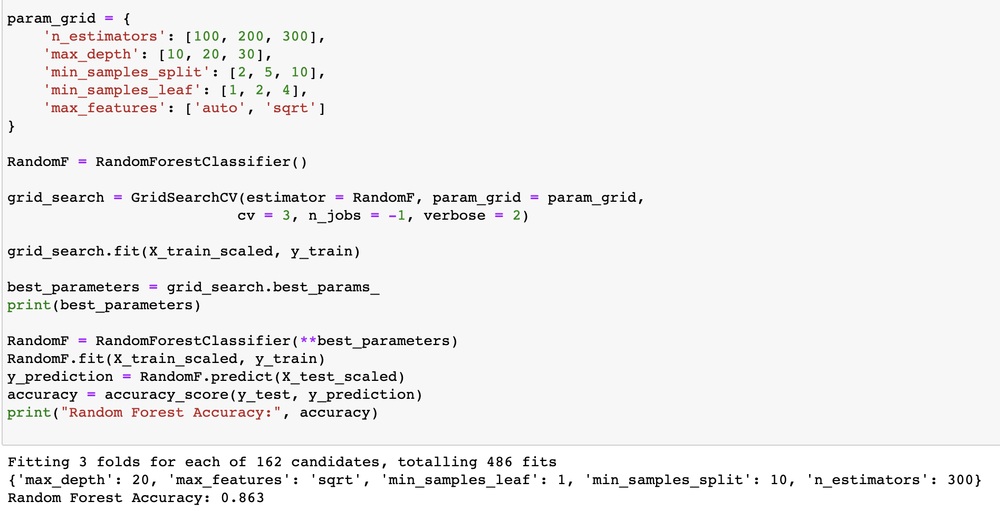 param_grid = {
    'n_estimators': [100, 200, 300],
    'max_depth': [10, 20, 30],
    'min_samples_split': [2, 5, 10],
    'min_samples_leaf': [1, 2, 4],
    'max_features': ['auto', 'sqrt']
}
RandomF = RandomForestClassifier()
grid_search = GridSearchCV(estimator = RandomF, param_grid = param_grid,
                          cv = 3, n_jobs = -1, verbose = 2)
grid_search.fit(X_train_scaled, y_train)
best_parameters = grid_search.best_params_
print(best_parameters)
RandomF = RandomForestClassifier(**best_parameters)
RandomF.fit(X_train_scaled, y_train)
y_prediction = RandomF.predict(X_test_scaled)
accuracy = accuracy_score(y_test, y_prediction)
print("Random Forest Accuracy:", accuracy)
Fitting 3 folds for each of 162 candidates, totalling 486 fits
{'max_depth': 20, 'max_features': 'sqrt', 'min_samples_leaf': 1, 'min_samples_split': 10, 'n_estimators': 300}
Random Forest Accuracy: 0.863